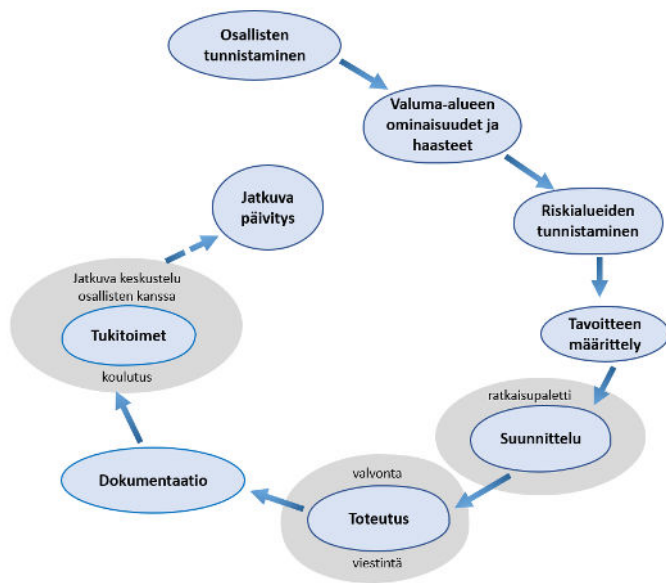 Osallisten
tunnistaminen
Valuma-alueen
ominaisuudet ja
haasteet
Riskialueiden
tunnistaminen
Tavoitteen
määrittely
ratkaisupaletti
Suunnittelu
valvonta
Toteutus
viestintä
Dokumentaatio
Jatkuva keskustelu
osallisten kanssa
Tukitoimet
koulutus
Jatkuva
päivitys